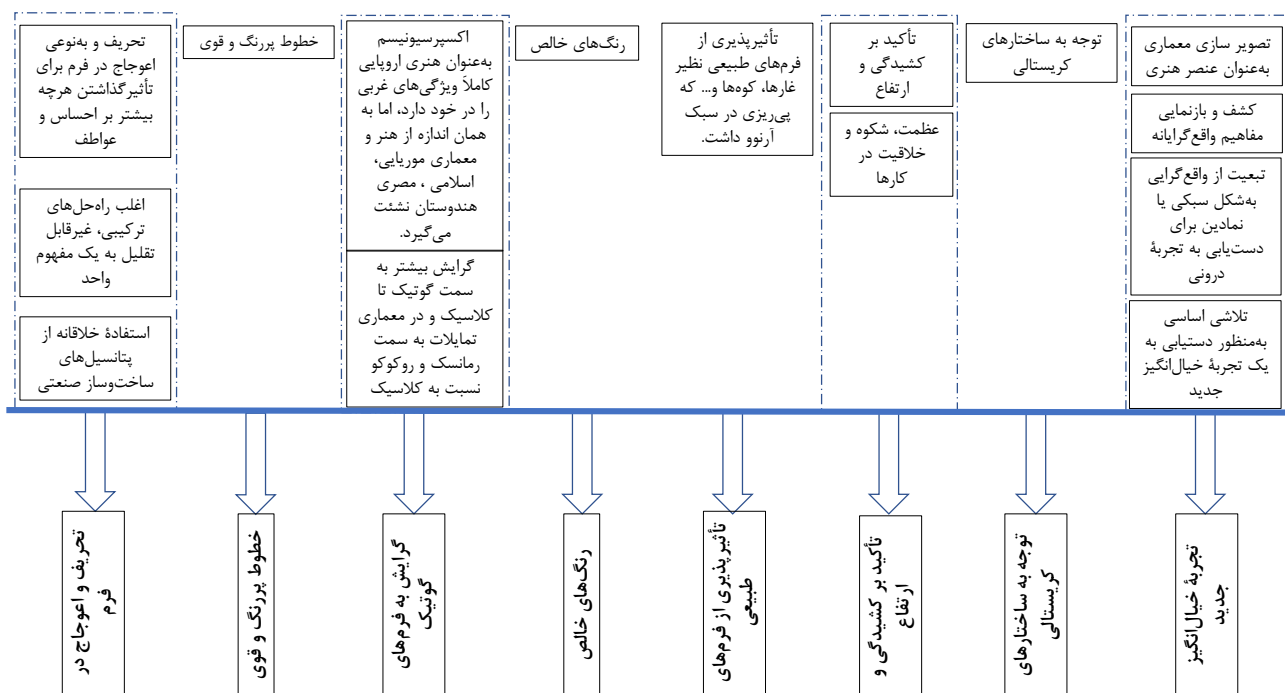 تصویر سازی معماری
به‌عنوان عنصر هنری
کشف و بازنمایی
مفاهیم واقع‌گرایانه
تبعیت از واقع‌گرایی
به‌شکل سبکی یا
نمادین برای
دست‌یابی به تجربهٔ
درونی
تلاشی اساسی
به‌منظور دستیابی به
یک تجربهٔ خیال‌انگیز
جدید
توجه به ساختارهای
کریستالی
تأکید بر
کشیدگی و
ارتفاع
عظمت، شکوه و
خلاقیت در
کارها
تأثیرپذیری از
فرم‌های طبیعی نظیر
غارها، کوه‌ها و... که
پی‌ریزی در سبک
آرنوو داشت.
رنگ‌های خالص
اکسپرسیونیسم
به‌عنوان هنری اروپایی
کاملاً ویژگی‌های غربی
را در خود دارد، اما به
همان اندازه از هنر و
معماری موریایی،
اسلامی ، مصری
هندوستان نشئت
می‌گیرد.
گرایش بیشتر به
سمت گوتیک تا
کلاسیک و در معماری
تمایلات به سمت
رمانسک و روکوکو
نسبت به کلاسیک
خطوط پررنگ و قوی
تحریف و به‌نوعی
اعوجاج در فرم برای
تأثیرگذاشتن هرچه
بیشتر بر احساس و
عواطف
اغلب راه‌حل‌های
ترکیبی، غیرقابل
تقلیل به یک مفهوم
واحد
استفادهٔ خلاقانه از
پتانسیل‌های
ساخت‌وساز صنعتی
تجربهٔ خیال‌انگیز
جدید
توجه به ساختارهای
کریستالی
تأکید بر کشیدگی و
ارتفاع
تأثیرپذیری از فرم‌های
طبیعی
رنگ‌های خالص
گرایش به فرم‌های
گوتیک
خطوط پررنگ و قوی
تحریف و اعوجاج در
فرم